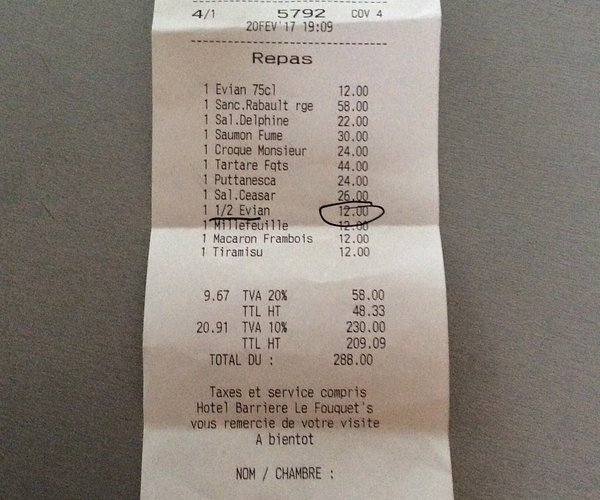 4/1 5792 COV 4
20FEV'17 19:09
Repas
1 Evian 75cl 12.00
1 Sanc.Rabault rge 58.00
1 Sal.Delphine 22.00
1 Saumon Fume 30.00
1 Croque Monsieur 24.00
1 Tartare Fqts 44.00
1 Puttanesca 24.00
1 Sal.Ceasar 26.00
1 1/2 Evian 12.00
1 Millefeuille 12.00
1 Macaron Frambois 12.00
1 Tiramisu 12.00
9.67 TVA 20% 58.00
TTL HT 48.33
20.91 TVA 10% 230.00
TTL HT 209.09
TOTAL DU : 288.00
Taxes et service compris
Hotel Barriere Le Fouquet's
vous remercie de votre visite
A bientot
NOM / CHAMBRE :